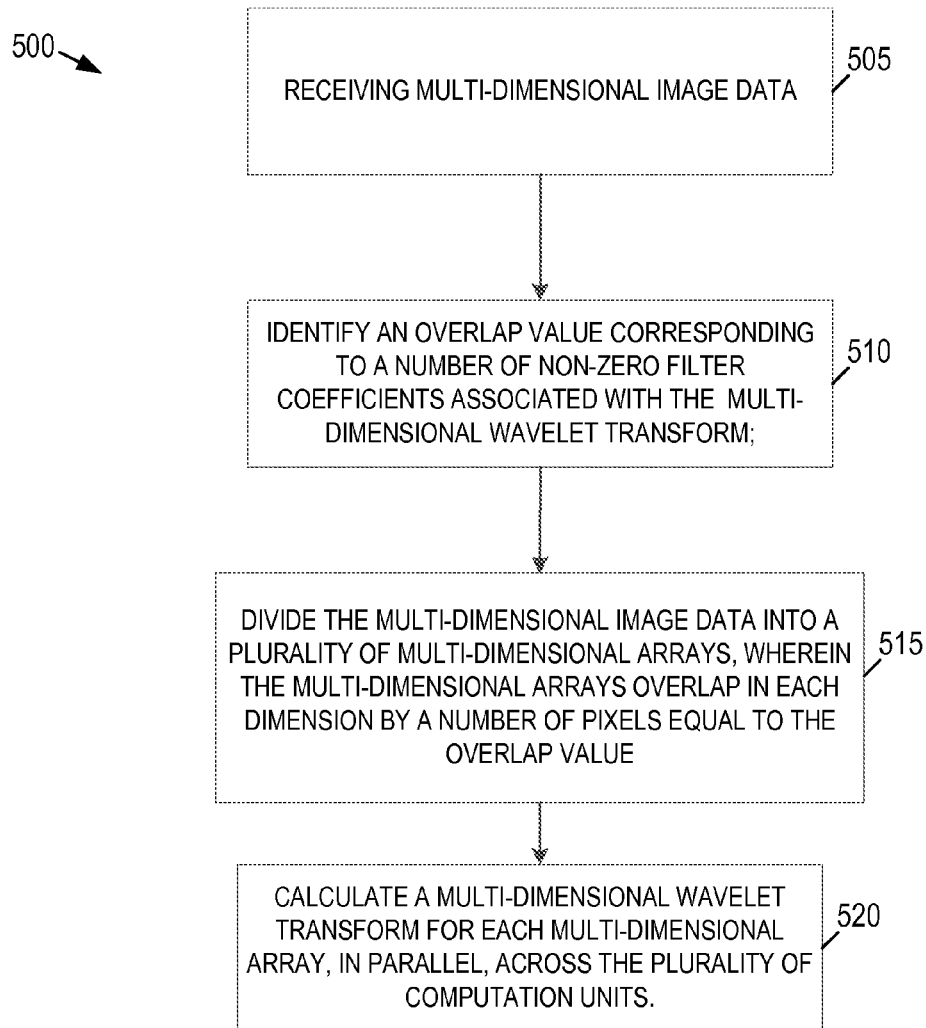 500
RECEIVING MULTI-DIMENSIONAL IMAGE DATA
505
IDENTIFY AN OVERLAP VALUE CORRESPONDING
TO A NUMBER OF NON-ZERO FILTER
COEFFICIENTS ASSOCIATED WITH THE MULTI-
DIMENSIONAL WAVELET TRANSFORM;
510
DIVIDE THE MULTI-DIMENSIONAL IMAGE DATA INTO A
PLURALITY OF MULTI-DIMENSIONAL ARRAYS, WHEREIN
THE MULTI-DIMENSIONAL ARRAYS OVERLAP IN EACH
DIMENSION BY A NUMBER OF PIXELS EQUAL TO THE
OVERLAP VALUE
515
CALCULATE A MULTI-DIMENSIONAL WAVELET
TRANSFORM FOR EACH MULTI-DIMENSIONAL
ARRAY, IN PARALLEL, ACROSS THE PLURALITY OF
COMPUTATION UNITS.
520